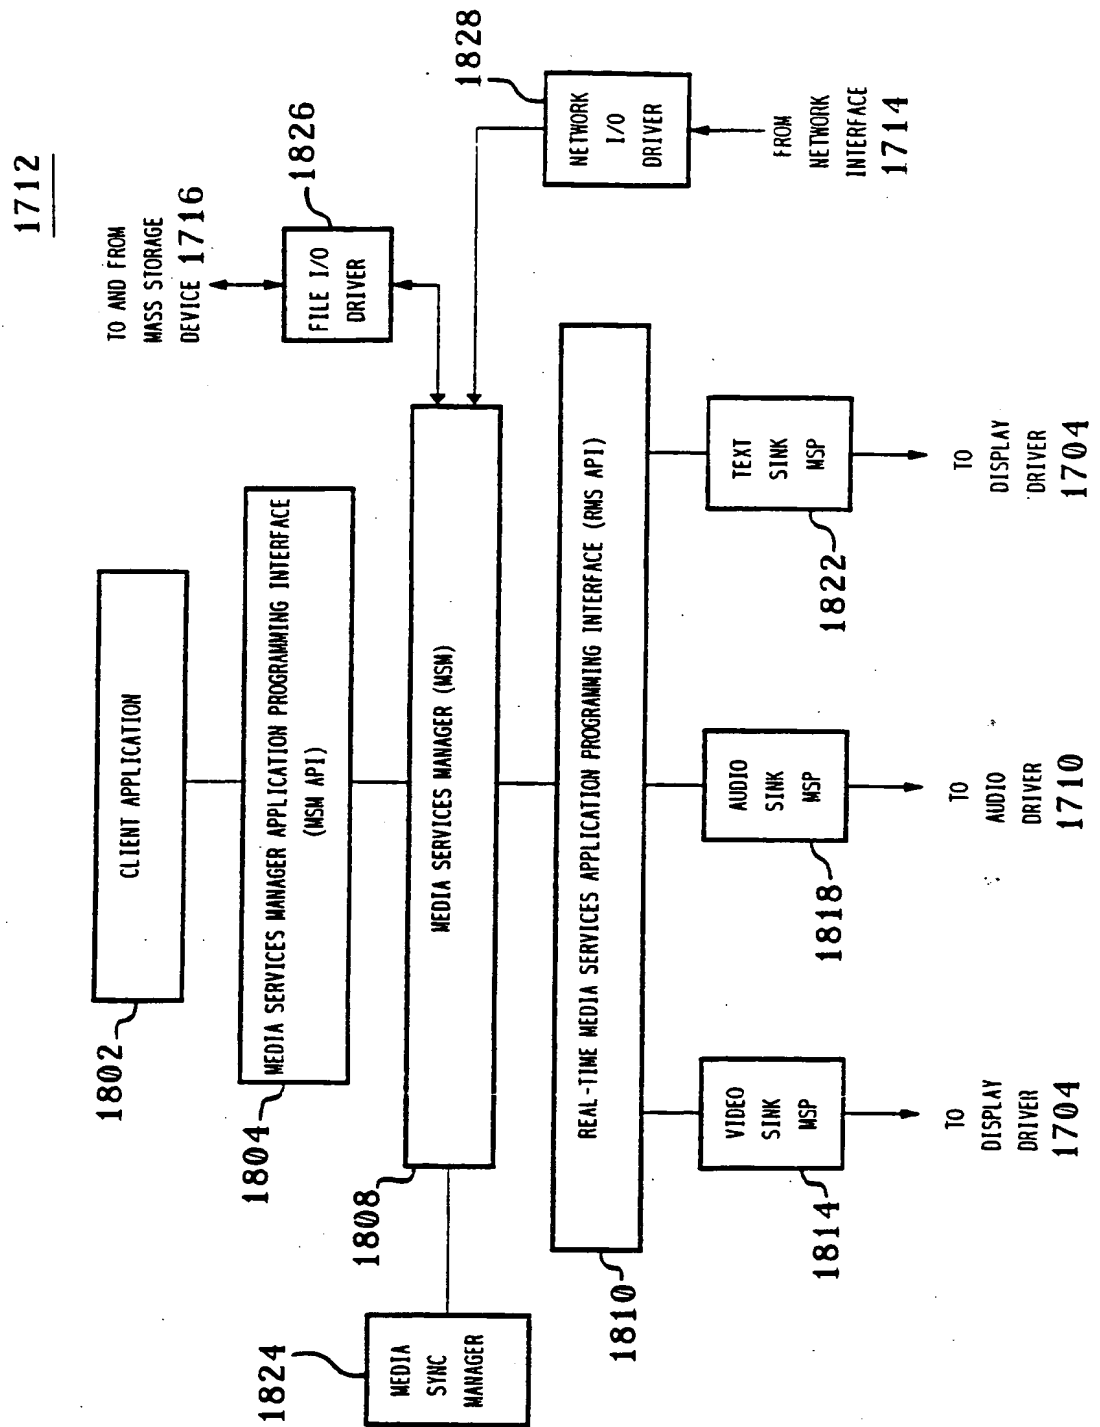 1712
TO AND FROM
MASS STORAGE
DEVICE 1716
1826
FILE I/O
DRIVER
1828
NETWORK
I/O
DRIVER
FROM
NETWORK
INTERFACE
1714
CLIENT APPLICATION
1802
MEDIA SERVICES MANAGER APPLICATION PROGRAMMING INTERFACE
(MSM API)
1804
MEDIA SERVICES MANAGER (MSM)
1808
1824
MEDIA
SYNC
MANAGER
REAL-TIME MEDIA SERVICES APPLICATION PROGRAMMING INTERFACE (RMS API)
1810
VIDEO
SINK
MSP
1814
TO
DISPLAY
DRIVER
1704
AUDIO
SINK
MSP
1818
TO
AUDIO
DRIVER
1710
TEXT
SINK
MSP
1822
TO
DISPLAY
DRIVER
1704